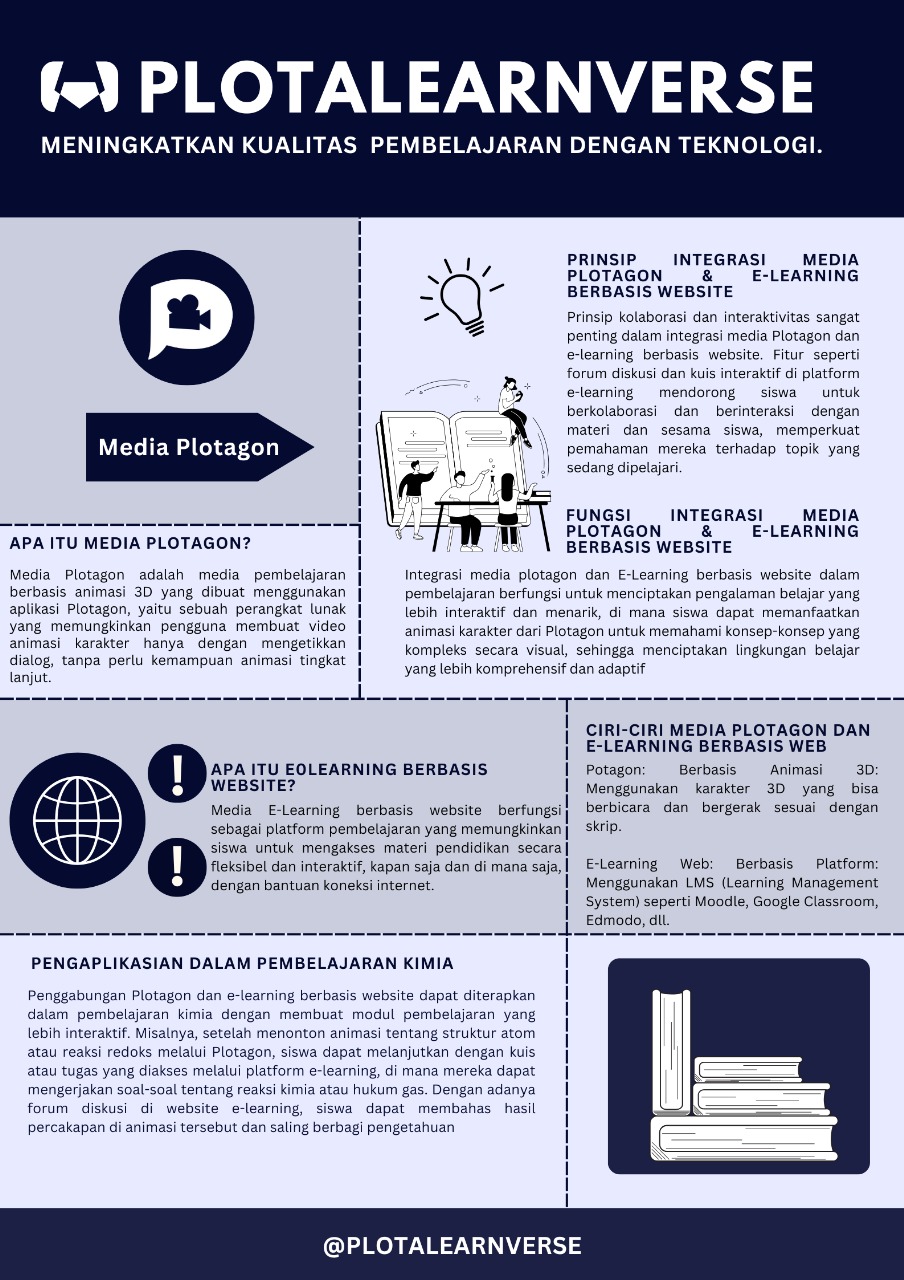 PLOTALEARNVERSE
MENINGKATKAN KUALITAS PEMBELAJARAN DENGAN TEKNOLOGI.
Media Plotagon
APA ITU MEDIA PLOTAGON?
Media Plotagon adalah media pembelajaran
berbasis animasi 3D yang dibuat menggunakan
aplikasi Plotagon, yaitu sebuah perangkat lunak
yang memungkinkan pengguna membuat video
animasi karakter hanya dengan mengetikkan
dialog, tanpa perlu kemampuan animasi tingkat
lanjut.
PRINSIP INTEGRASI MEDIA
PLOTAGON & E-LEARNING
BERBASIS WEBSITE
Prinsip kolaborasi dan interaktivitas sangat
penting dalam integrasi media Plotagon dan
e-learning berbasis website. Fitur seperti
forum diskusi dan kuis interaktif di platform
e-learning mendorong siswa untuk
berkolaborasi dan berinteraksi dengan
materi dan sesama siswa, memperkuat
pemahaman mereka terhadap topik yang
sedang dipelajari.
FUNGSI INTEGRASI MEDIA
PLOTAGON & E-LEARNING
BERBASIS WEBSITE
Integrasi media plotagon dan E-Learning berbasis website dalam
pembelajaran berfungsi untuk menciptakan pengalaman belajar yang
lebih interaktif dan menarik, di mana siswa dapat memanfaatkan
animasi karakter dari Plotagon untuk memahami konsep-konsep yang
kompleks secara visual, sehingga menciptakan lingkungan belajar
yang lebih komprehensif dan adaptif
! APA ITU E0LEARNING BERBASIS
WEBSITE?
Media E-Learning berbasis website berfungsi
sebagai platform pembelajaran yang memungkinkan
siswa untuk mengakses materi pendidikan secara
! fleksibel dan interaktif, kapan saja dan di mana saja,
dengan bantuan koneksi internet.
CIRI-CIRI MEDIA PLOTAGON DAN
E-LEARNING BERBASIS WEB
Potagon: Berbasis Animasi 3D:
Menggunakan karakter 3D yang bisa
berbicara dan bergerak sesuai dengan
skrip.
E-Learning Web: Berbasis Platform:
Menggunakan LMS (Learning Management
System) seperti Moodle, Google Classroom,
Edmodo, dll.
PENGAPLIKASIAN DALAM PEMBELAJARAN KIMIA
Penggabungan Plotagon dan e-learning berbasis website dapat diterapkan
dalam pembelajaran kimia dengan membuat modul pembelajaran yang
lebih interaktif. Misalnya, setelah menonton animasi tentang struktur atom
atau reaksi redoks melalui Plotagon, siswa dapat melanjutkan dengan kuis
atau tugas yang diakses melalui platform e-learning, di mana mereka dapat
mengerjakan soal-soal tentang reaksi kimia atau hukum gas. Dengan adanya
forum diskusi di website e-learning, siswa dapat membahas hasil
percakapan di animasi tersebut dan saling berbagi pengetahuan
@PLOTALEARNVERSE